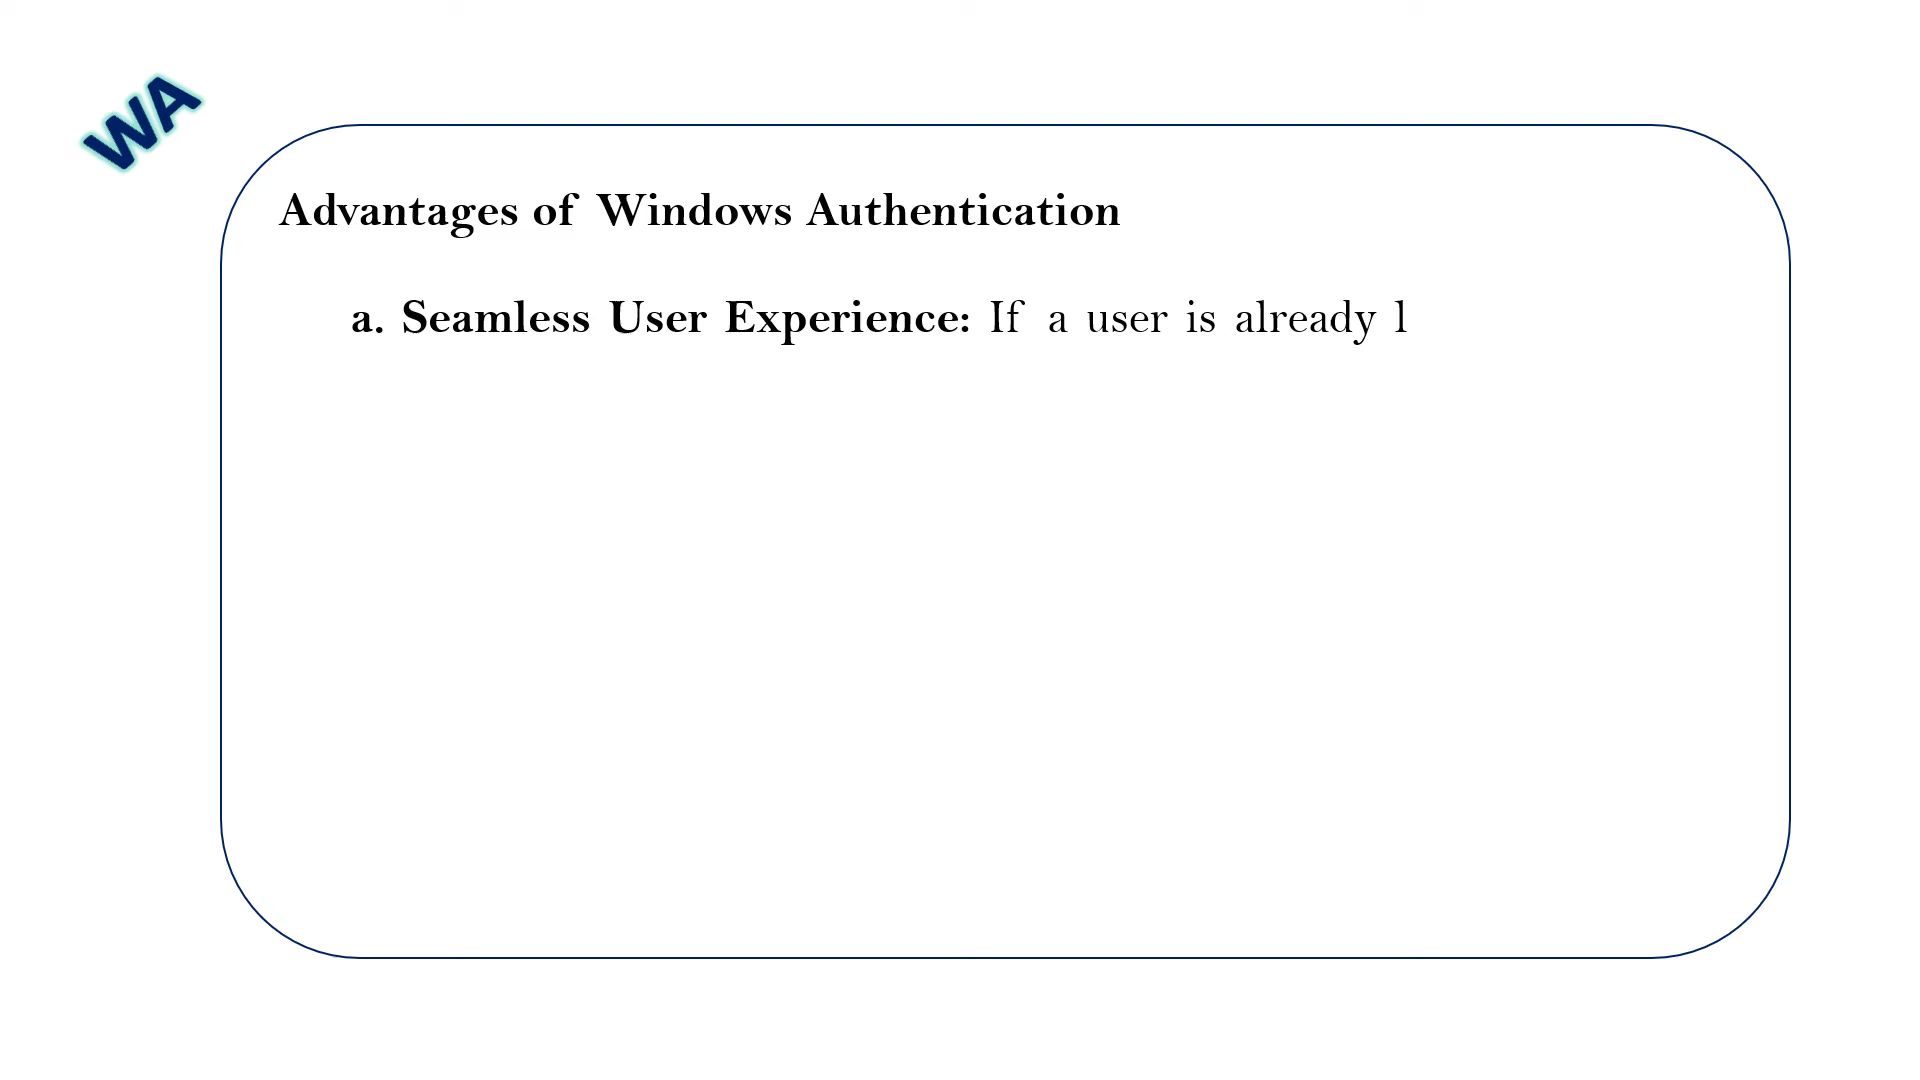 WA
Advantages of Windows Authentication
a. Seamless User Experience: If a user is already l